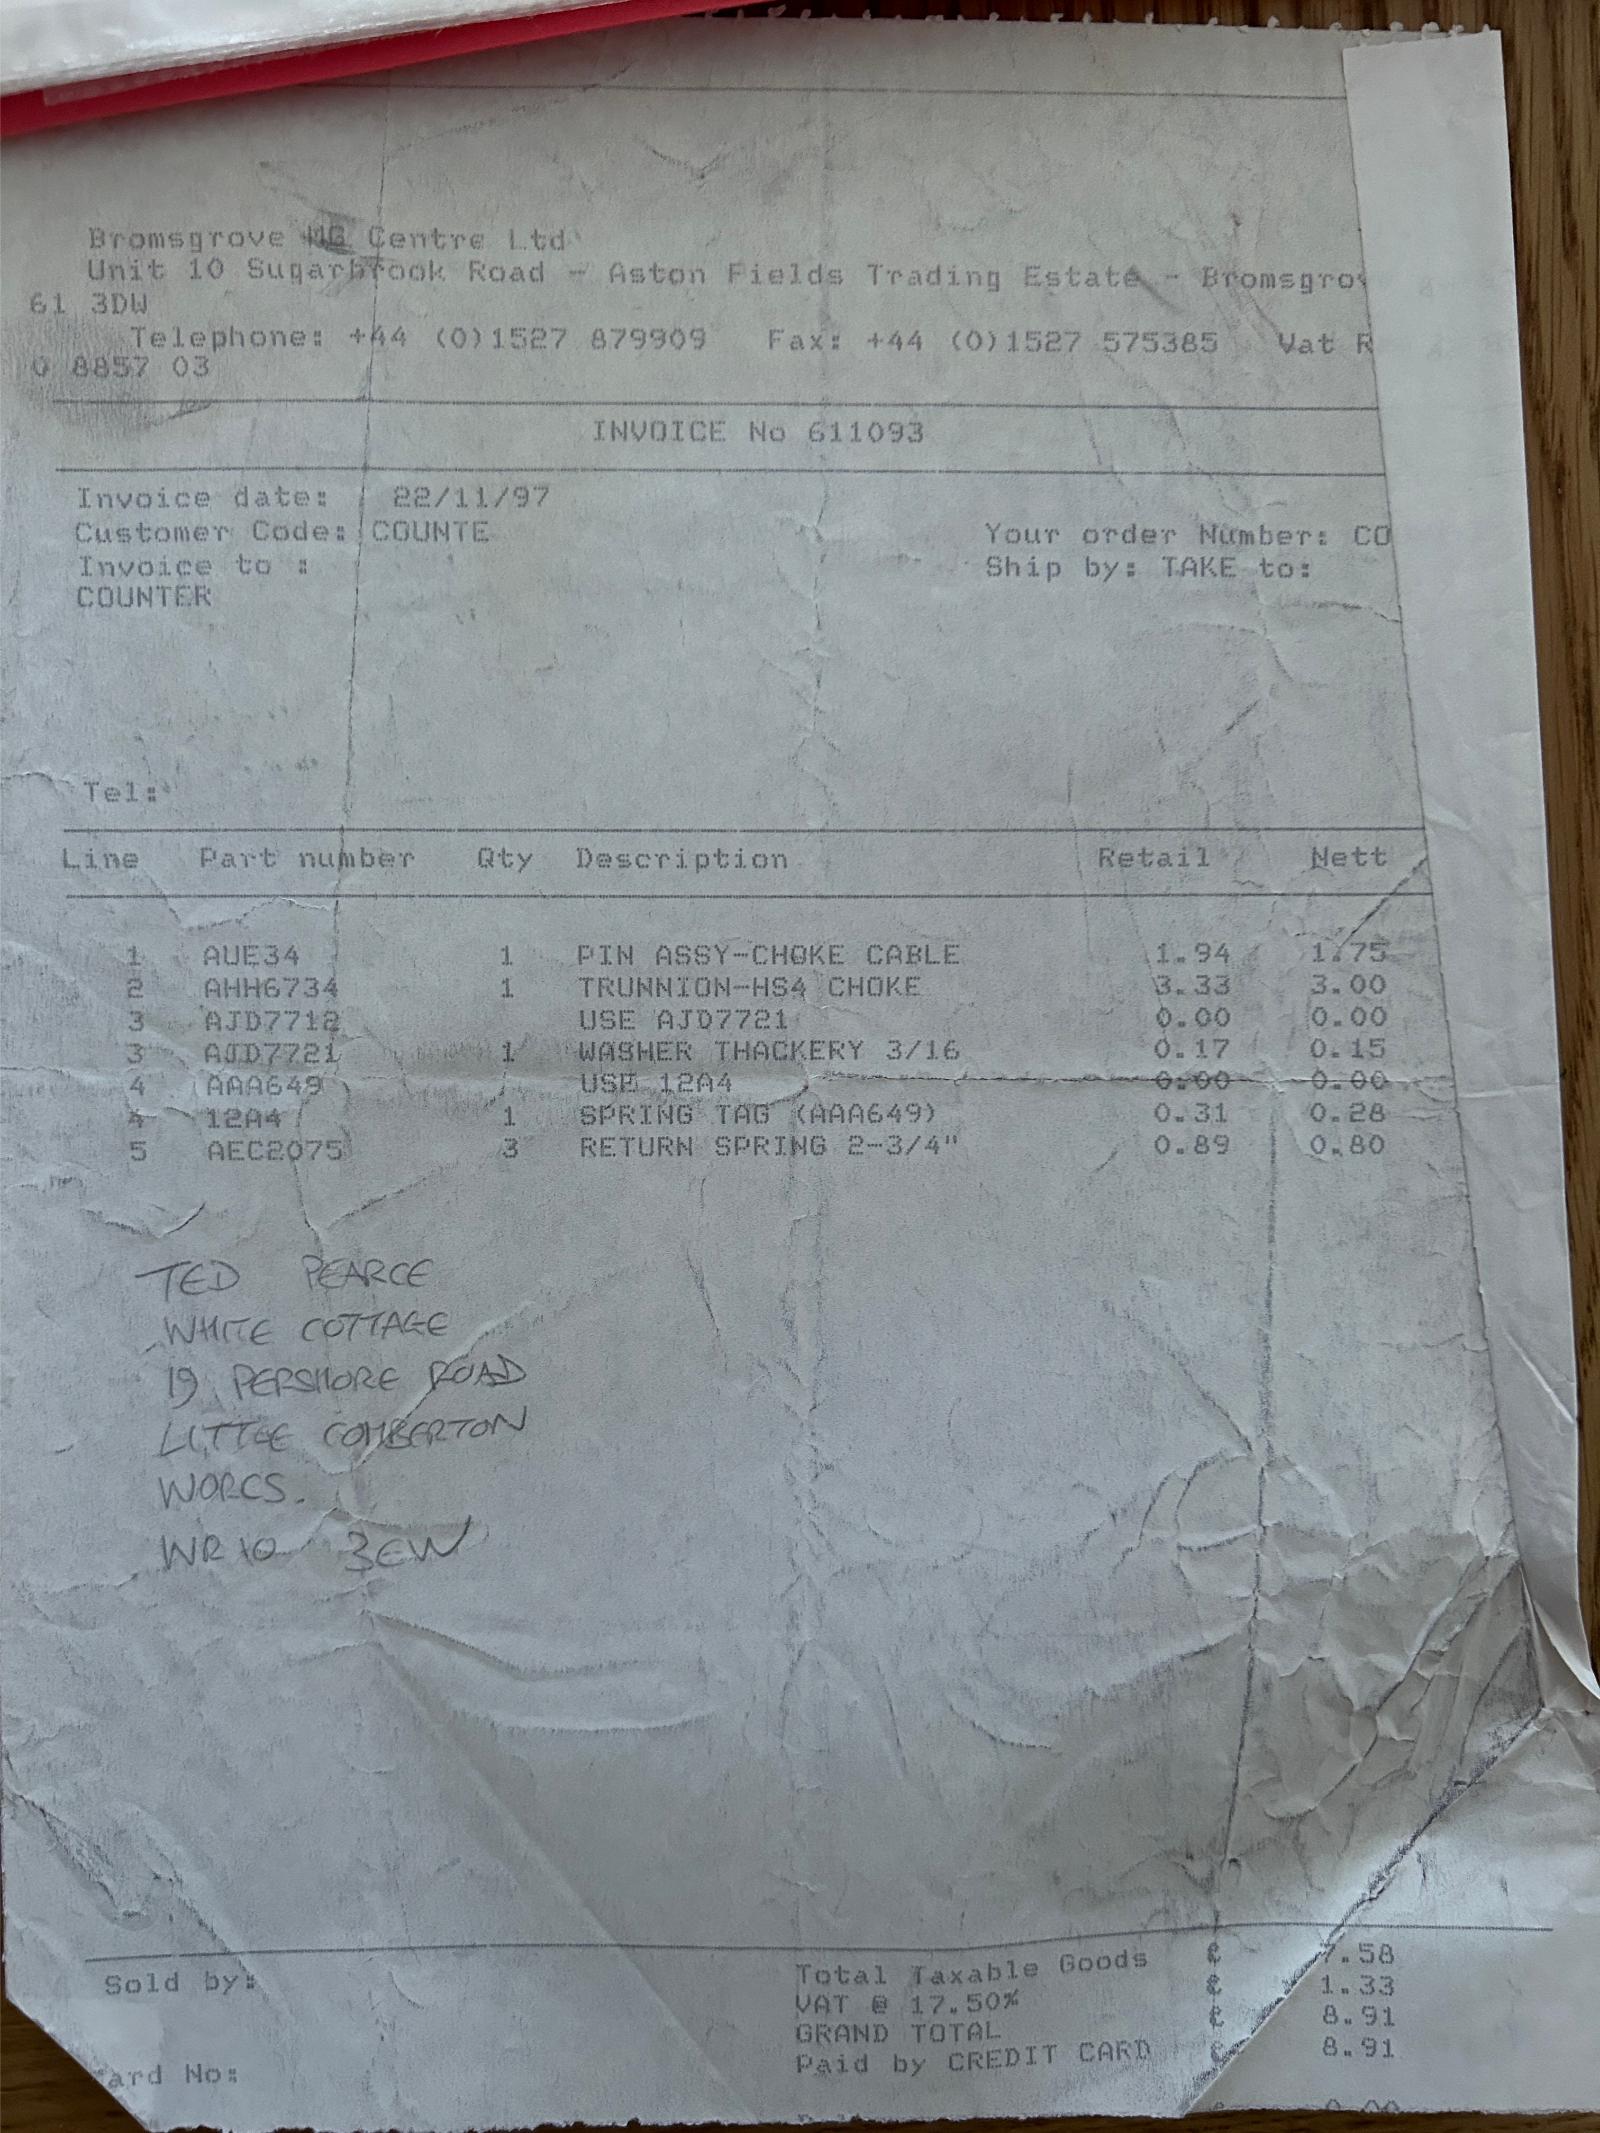 Bromsgrove MG Centre Ltd
Unit 10 Sugarbrook Road - Aston Fields Trading Estate - Bromsgrov
61 3DW
Telephone: +44 (0)1527 879909 Fax: +44 (0)1527 575385 Vat R
0 8857 03
INVOICE No 611093
Invoice date: 22/11/97
Customer Code: COUNTE Your order Number: CO
Invoice to : Ship by: TAKE to:
COUNTER
Tel:
Line Part number Qty Description Retail Nett
1 AUE34 1 PIN ASSY-CHOKE CABLE 1.94 1.75
2 AHH6734 1 TRUNNION-HS4 CHOKE 3.33 3.00
3 AJD7712 USE AJD7721 0.00 0.00
3 AJD7721 1 WASHER THACKERY 3/16 0.17 0.15
4 AAA649 USE 12A4 0.00 0.00
4 12A4 1 SPRING TAG (AAA649) 0.31 0.28
5 AEC2075 3 RETURN SPRING 2-3/4" 0.89 0.80
TED PEARCE
WHITE COTTAGE
19 PERSHORE ROAD
LITTLE COMBERTON
WORCS.
WR10 3EW
Total Taxable Goods £ 7.58
Sold by: VAT @ 17.50% £ 1.33
GRAND TOTAL £ 8.91
Paid by CREDIT CARD £ 8.91
ard No: